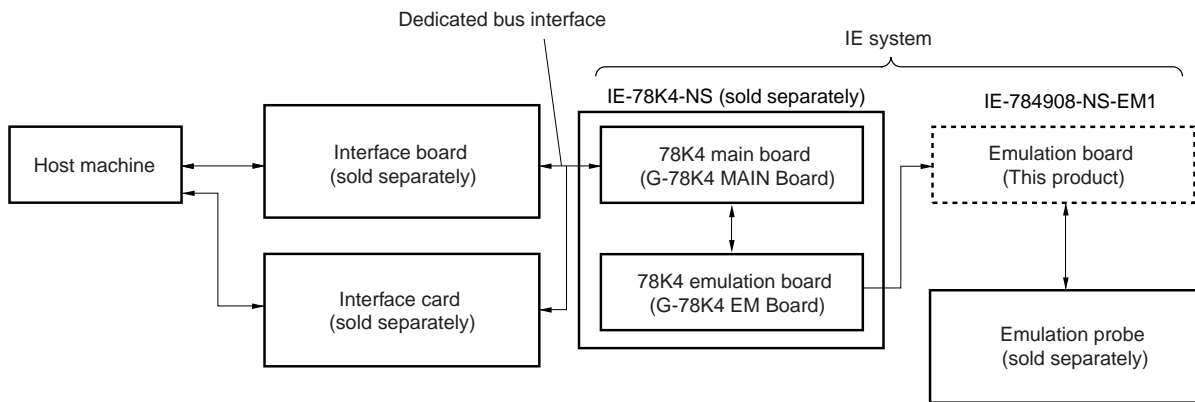 Dedicated bus interface
IE system
IE-78K4-NS (sold separately)
IE-784908-NS-EM1
Host machine
Interface board
(sold separately)
78K4 main board
(G-78K4 MAIN Board)
Emulation board
(This product)
Interface card
(sold separately)
78K4 emulation board
(G-78K4 EM Board)
Emulation probe
(sold separately)